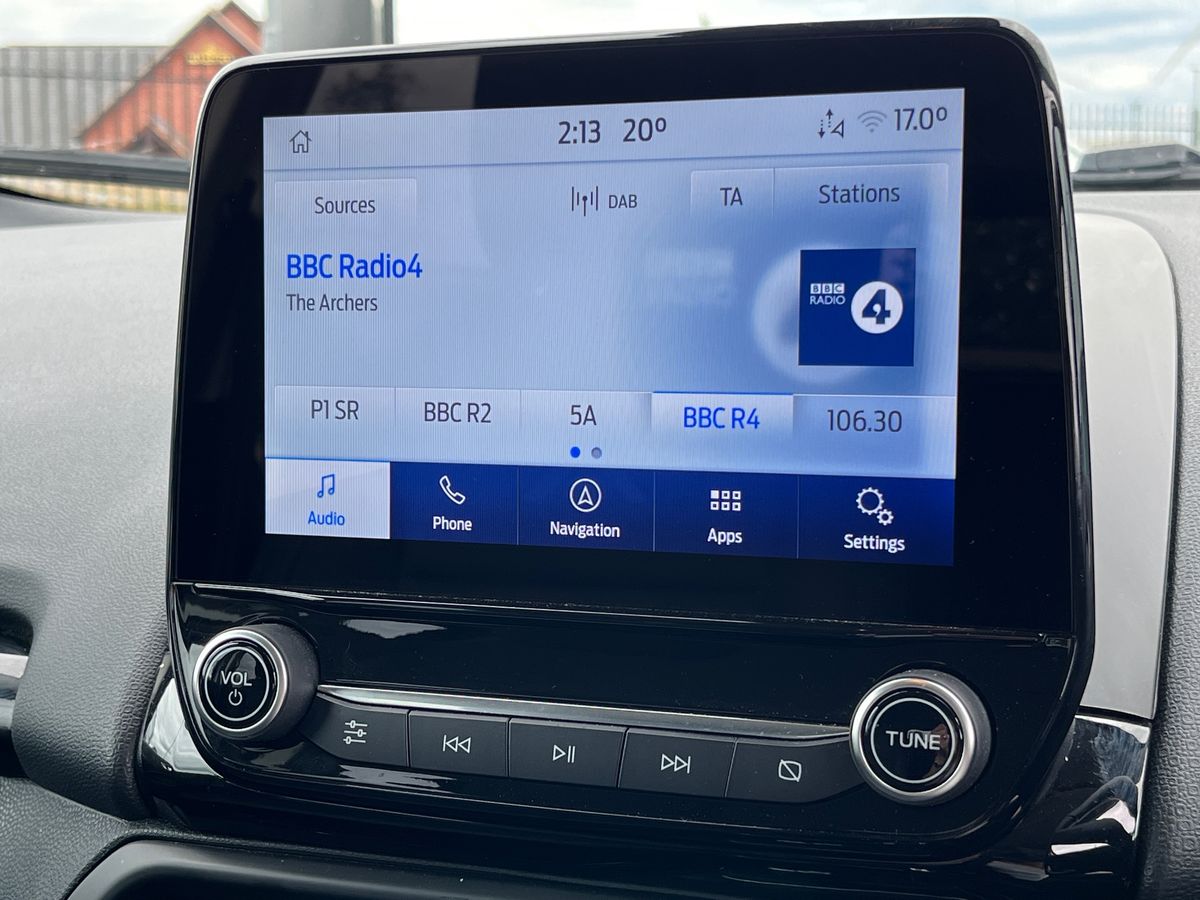 2:13 20° 17.0°
Sources DAB TA Stations
BBC Radio4
The Archers
BBC
RADIO 4
P1 SR BBC R2 5A BBC R4 106.30
Audio Phone Navigation Apps Settings
VOL
TUNE